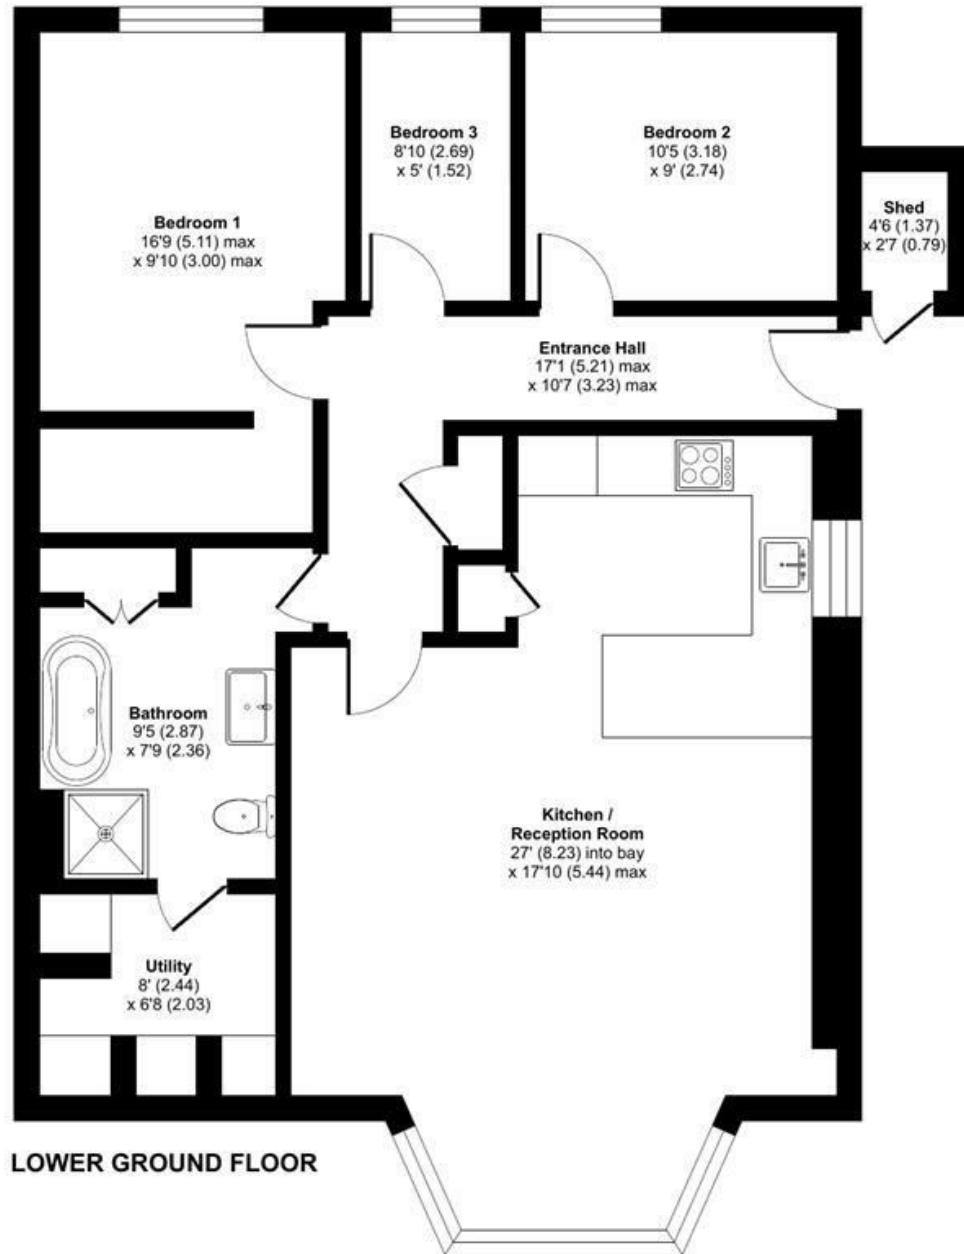 Bedroom 3
8'10 (2.69)
x 5' (1.52)
Bedroom 2
10'5 (3.18)
x 9' (2.74)
Bedroom 1
16'9 (5.11) max
x 9'10 (3.00) max
Shed
4'6 (1.37)
x 2'7 (0.79)
Entrance Hall
17'1 (5.21) max
x 10'7 (3.23) max
Bathroom
9'5 (2.87)
x 7'9 (2.36)
Kitchen /
Reception Room
27' (8.23) into bay
x 17'10 (5.44) max
Utility
8' (2.44)
x 6'8 (2.03)
LOWER GROUND FLOOR